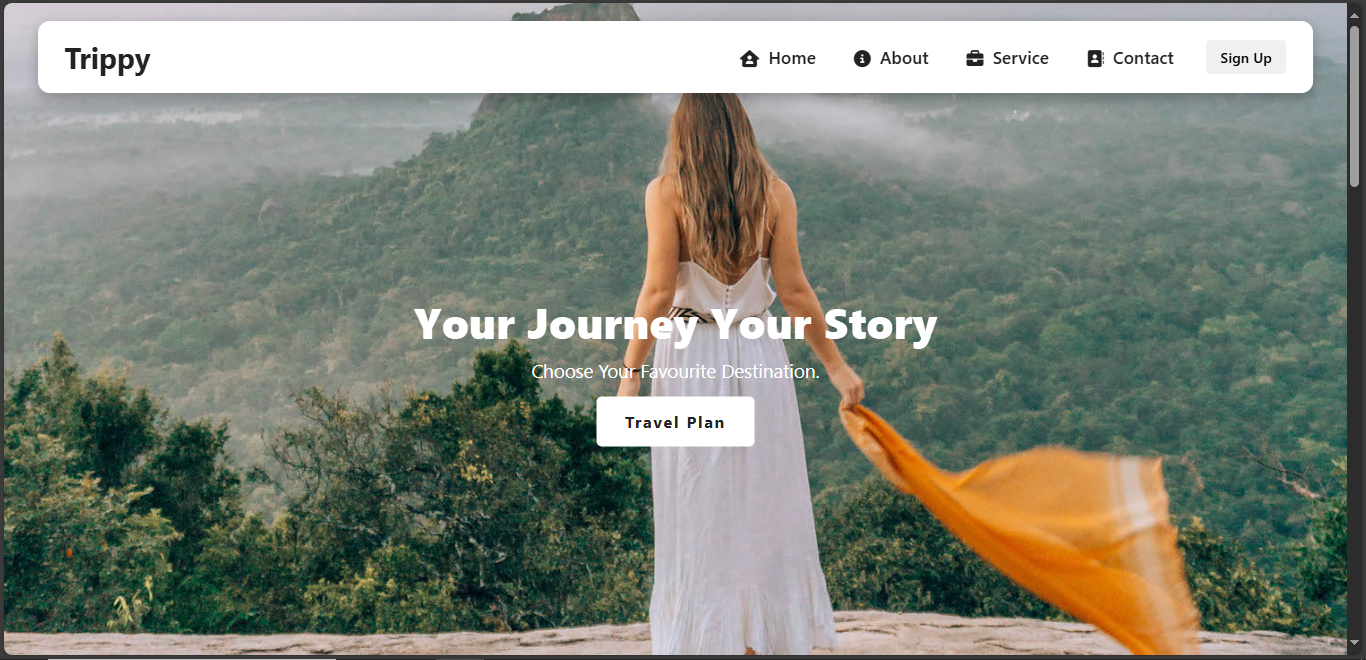 Trippy
Home About Service Contact Sign Up
Your Journey Your Story
Choose Your Favourite Destination.
Travel Plan